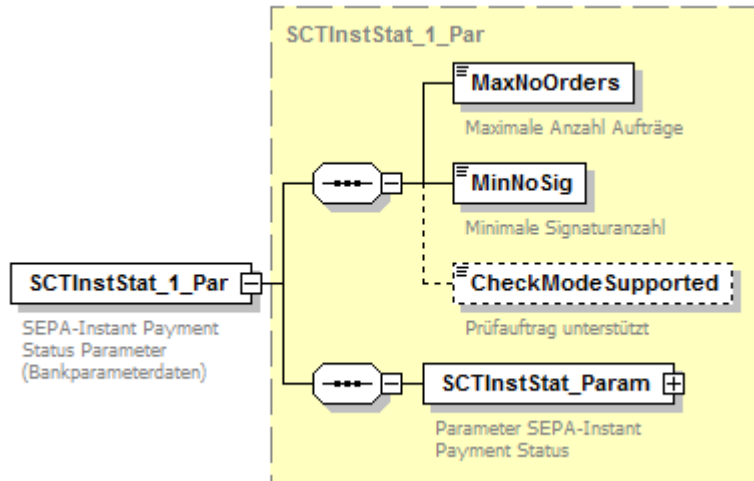 SCTInstStat_1_Par
MaxNoOrders
Maximale Anzahl Aufträge
MinNoSig
Minimale Signaturanzahl
SCTInstStat_1_Par
SEPA-Instant Payment
Status Parameter
(Bankparameterdaten)
CheckModeSupported
Prüfauftrag unterstützt
SCTInstStat_Param
Parameter SEPA-Instant
Payment Status